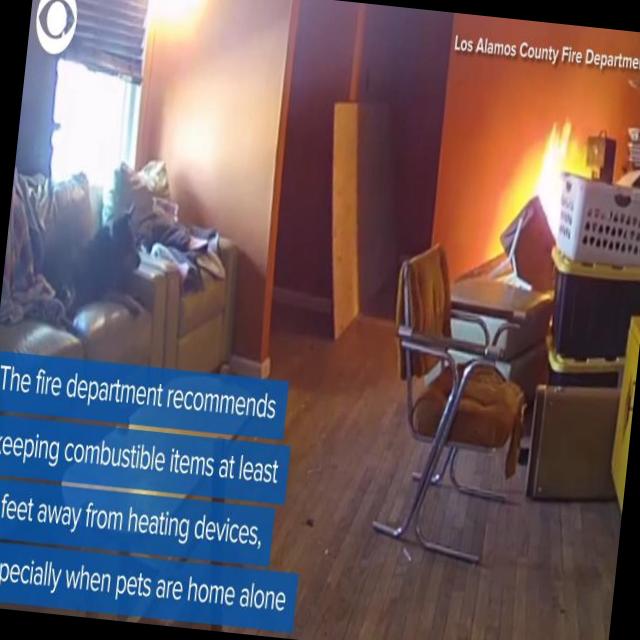 Los Alamos County Fire Departme
The fire department recommends
keeping combustible items at least
feet away from heating devices,
pecially when pets are home alone